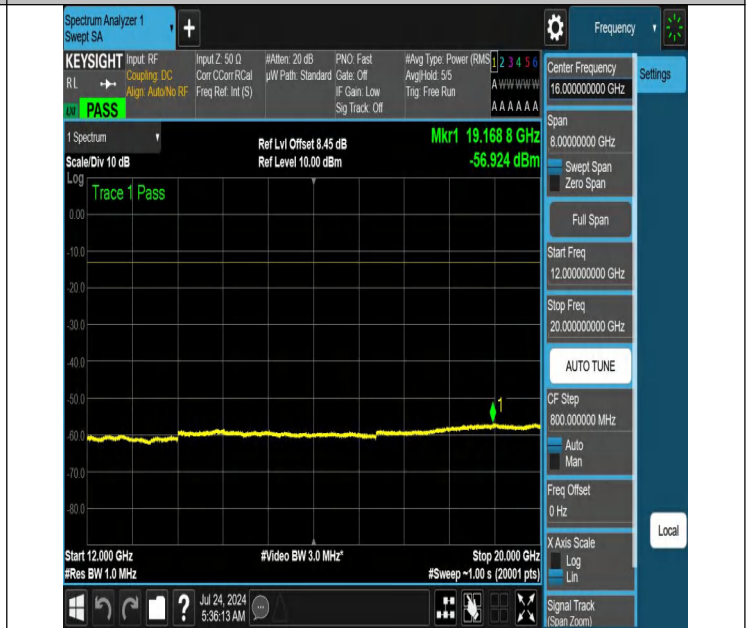 Spectrum Analyzer 1
Swept SA
+
Frequency
KEYSIGHT
RL
PASS
Input: RF
Coupling: DC
Align: Auto/No RF
Input Z: 50 Ω
Corr CCorr RCal
Freq Ref: Int (S)
#Atten: 20 dB
µW Path: Standard
PNO: Fast
Gate: Off
IF Gain: Low
Sig Track: Off
#Avg Type: Power (RMS
Avg|Hold: 5/5
Trig: Free Run
1 2 3 4 5 6
A W W W W W
A A A A A A
1 Spectrum
Scale/Div 10 dB
Log
Ref Lvl Offset 8.45 dB
Ref Level 10.00 dBm
Mkr1 19.168 8 GHz
-56.924 dBm
Trace 1 Pass
0.00
-10.0
-20.0
-30.0
-40.0
-50.0
-60.0
-70.0
-80.0
1
Start 12.000 GHz
#Res BW 1.0 MHz
#Video BW 3.0 MHz*
Stop 20.000 GHz
#Sweep ~1.00 s (20001 pts)
?
Jul 24, 2024
5:36:13 AM
Center Frequency
16.000000000 GHz
Settings
Span
8.00000000 GHz
Swept Span
Zero Span
Full Span
Start Freq
12.000000000 GHz
Stop Freq
20.000000000 GHz
AUTO TUNE
CF Step
800.000000 MHz
Auto
Man
Freq Offset
0 Hz
X Axis Scale
Log
Lin
Local
Signal Track
(Span Zoom)